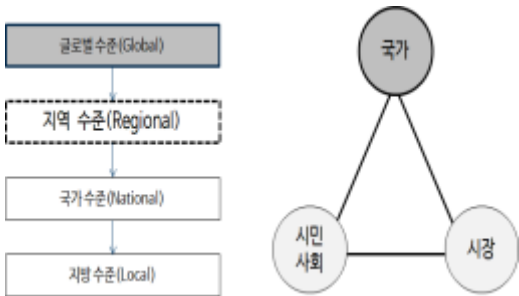 글로벌 수준(Global)
지역 수준(Regional)
국가 수준(National)
지방 수준(Local)
국가
시민
사회
시장